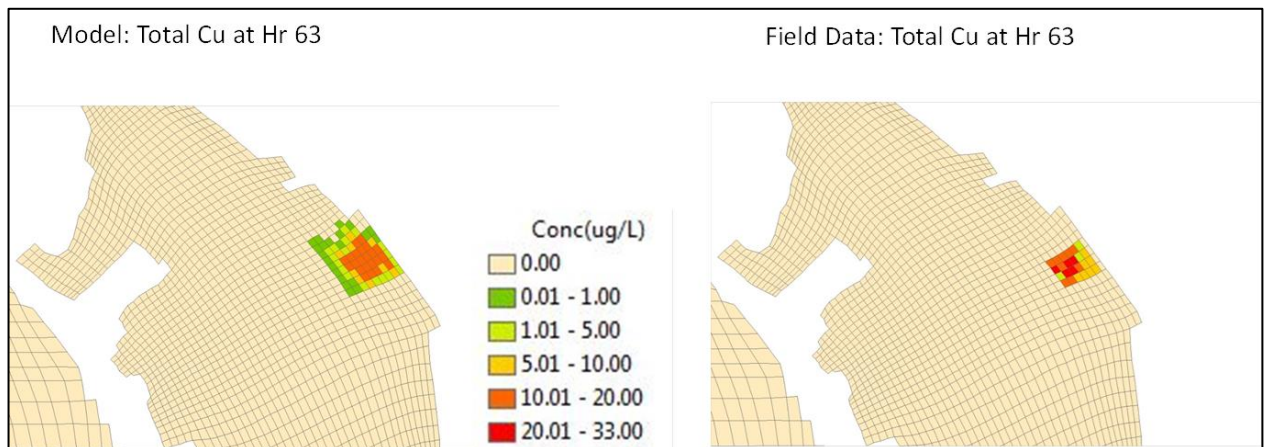 Model: Total Cu at Hr 63
Field Data: Total Cu at Hr 63
Conc(ug/L)
0.00
0.01 - 1.00
1.01 - 5.00
5.01 - 10.00
10.01 - 20.00
20.01 - 33.00